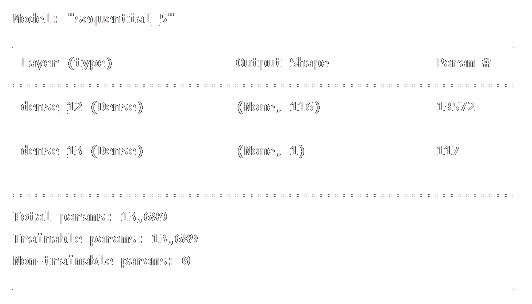 Model: "sequential_5"
Layer (type) Output Shape Param #
dense_12 (Dense) (None, 116) 13572
dense_13 (Dense) (None, 1) 117
Total params: 13,689
Trainable params: 13,689
Non-trainable params: 0